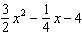 3/2 x² − 1/4 x − 4